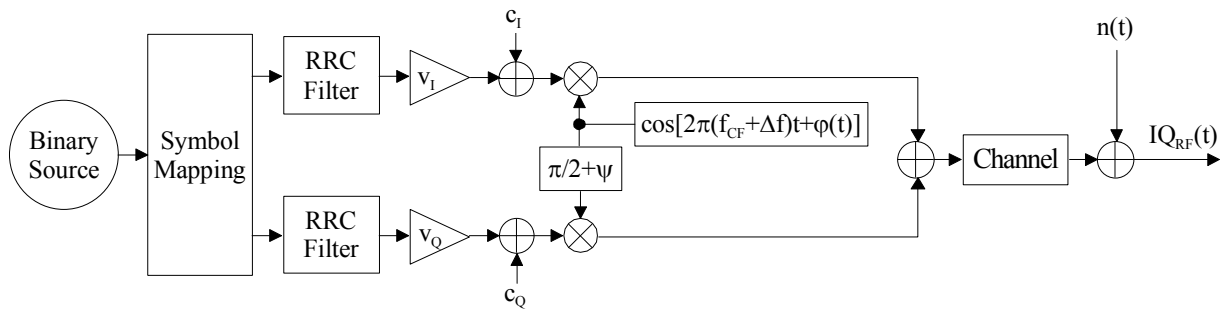 Binary
Source
Symbol
Mapping
RRC
Filter
v_I
c_I
cos[2π(f_CF+Δf)t+φ(t)]
π/2+ψ
RRC
Filter
v_Q
c_Q
Channel
n(t)
IQ_RF(t)